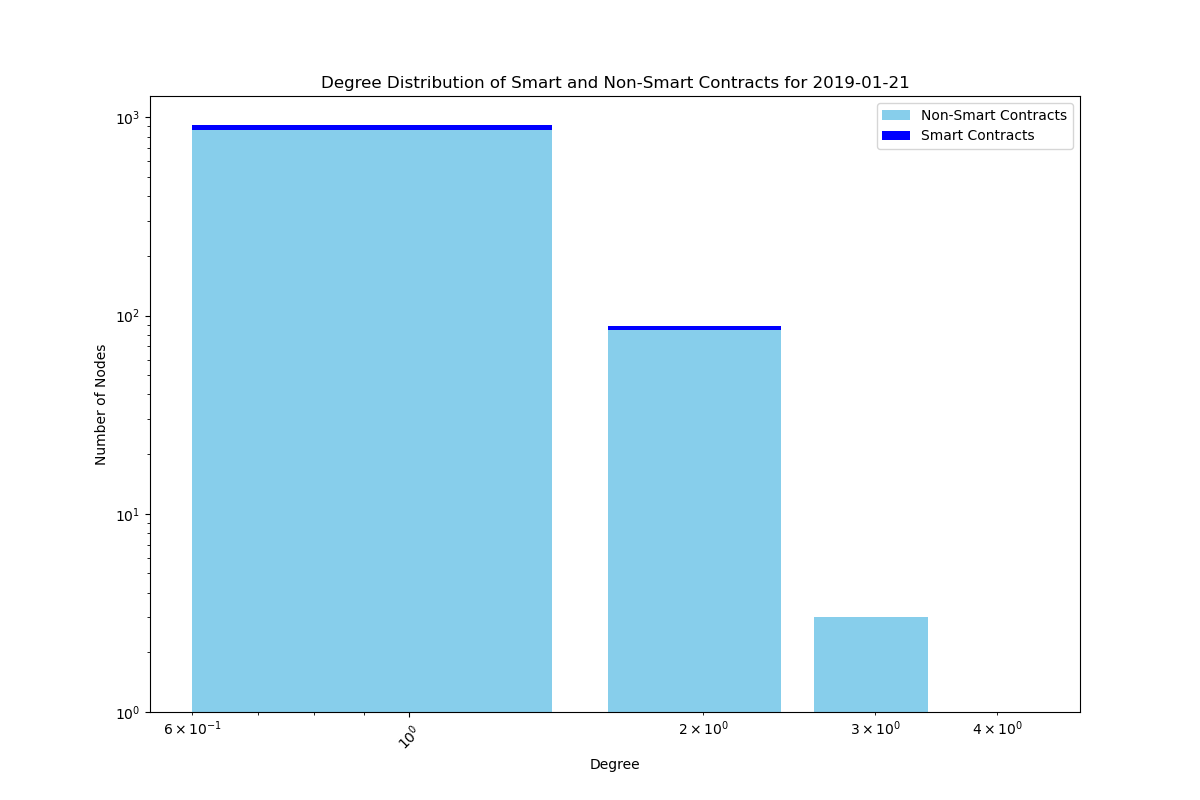 Degree Distribution of Smart and Non-Smart Contracts for 2019-01-21
Non-Smart Contracts
Smart Contracts
Number of Nodes
10³
10²
10¹
10⁰
6 × 10⁻¹
10⁰
2 × 10⁰
3 × 10⁰
4 × 10⁰
Degree